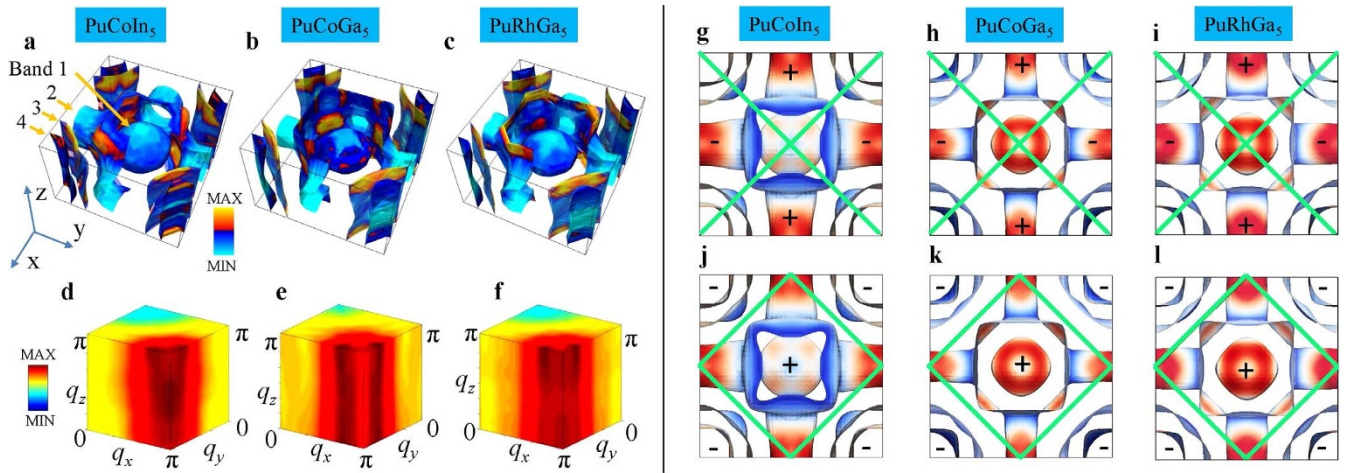 PuCoIn5
PuCoGa5
PuRhGa5
a
b
c
Band 1
2
3
4
z
y
x
MAX
MIN
d
e
f
π
π
π
π
π
π
MAX
MIN
qz
qz
qz
0
0
0
0
0
0
qx
π
qy
qx
π
qy
qx
π
qy
PuCoIn5
PuCoGa5
PuRhGa5
g
h
i
+
+
+
- -
- -
- -
+
+
+
j
k
l
- -
- -
- -
+
+
+
- -
- -
- -